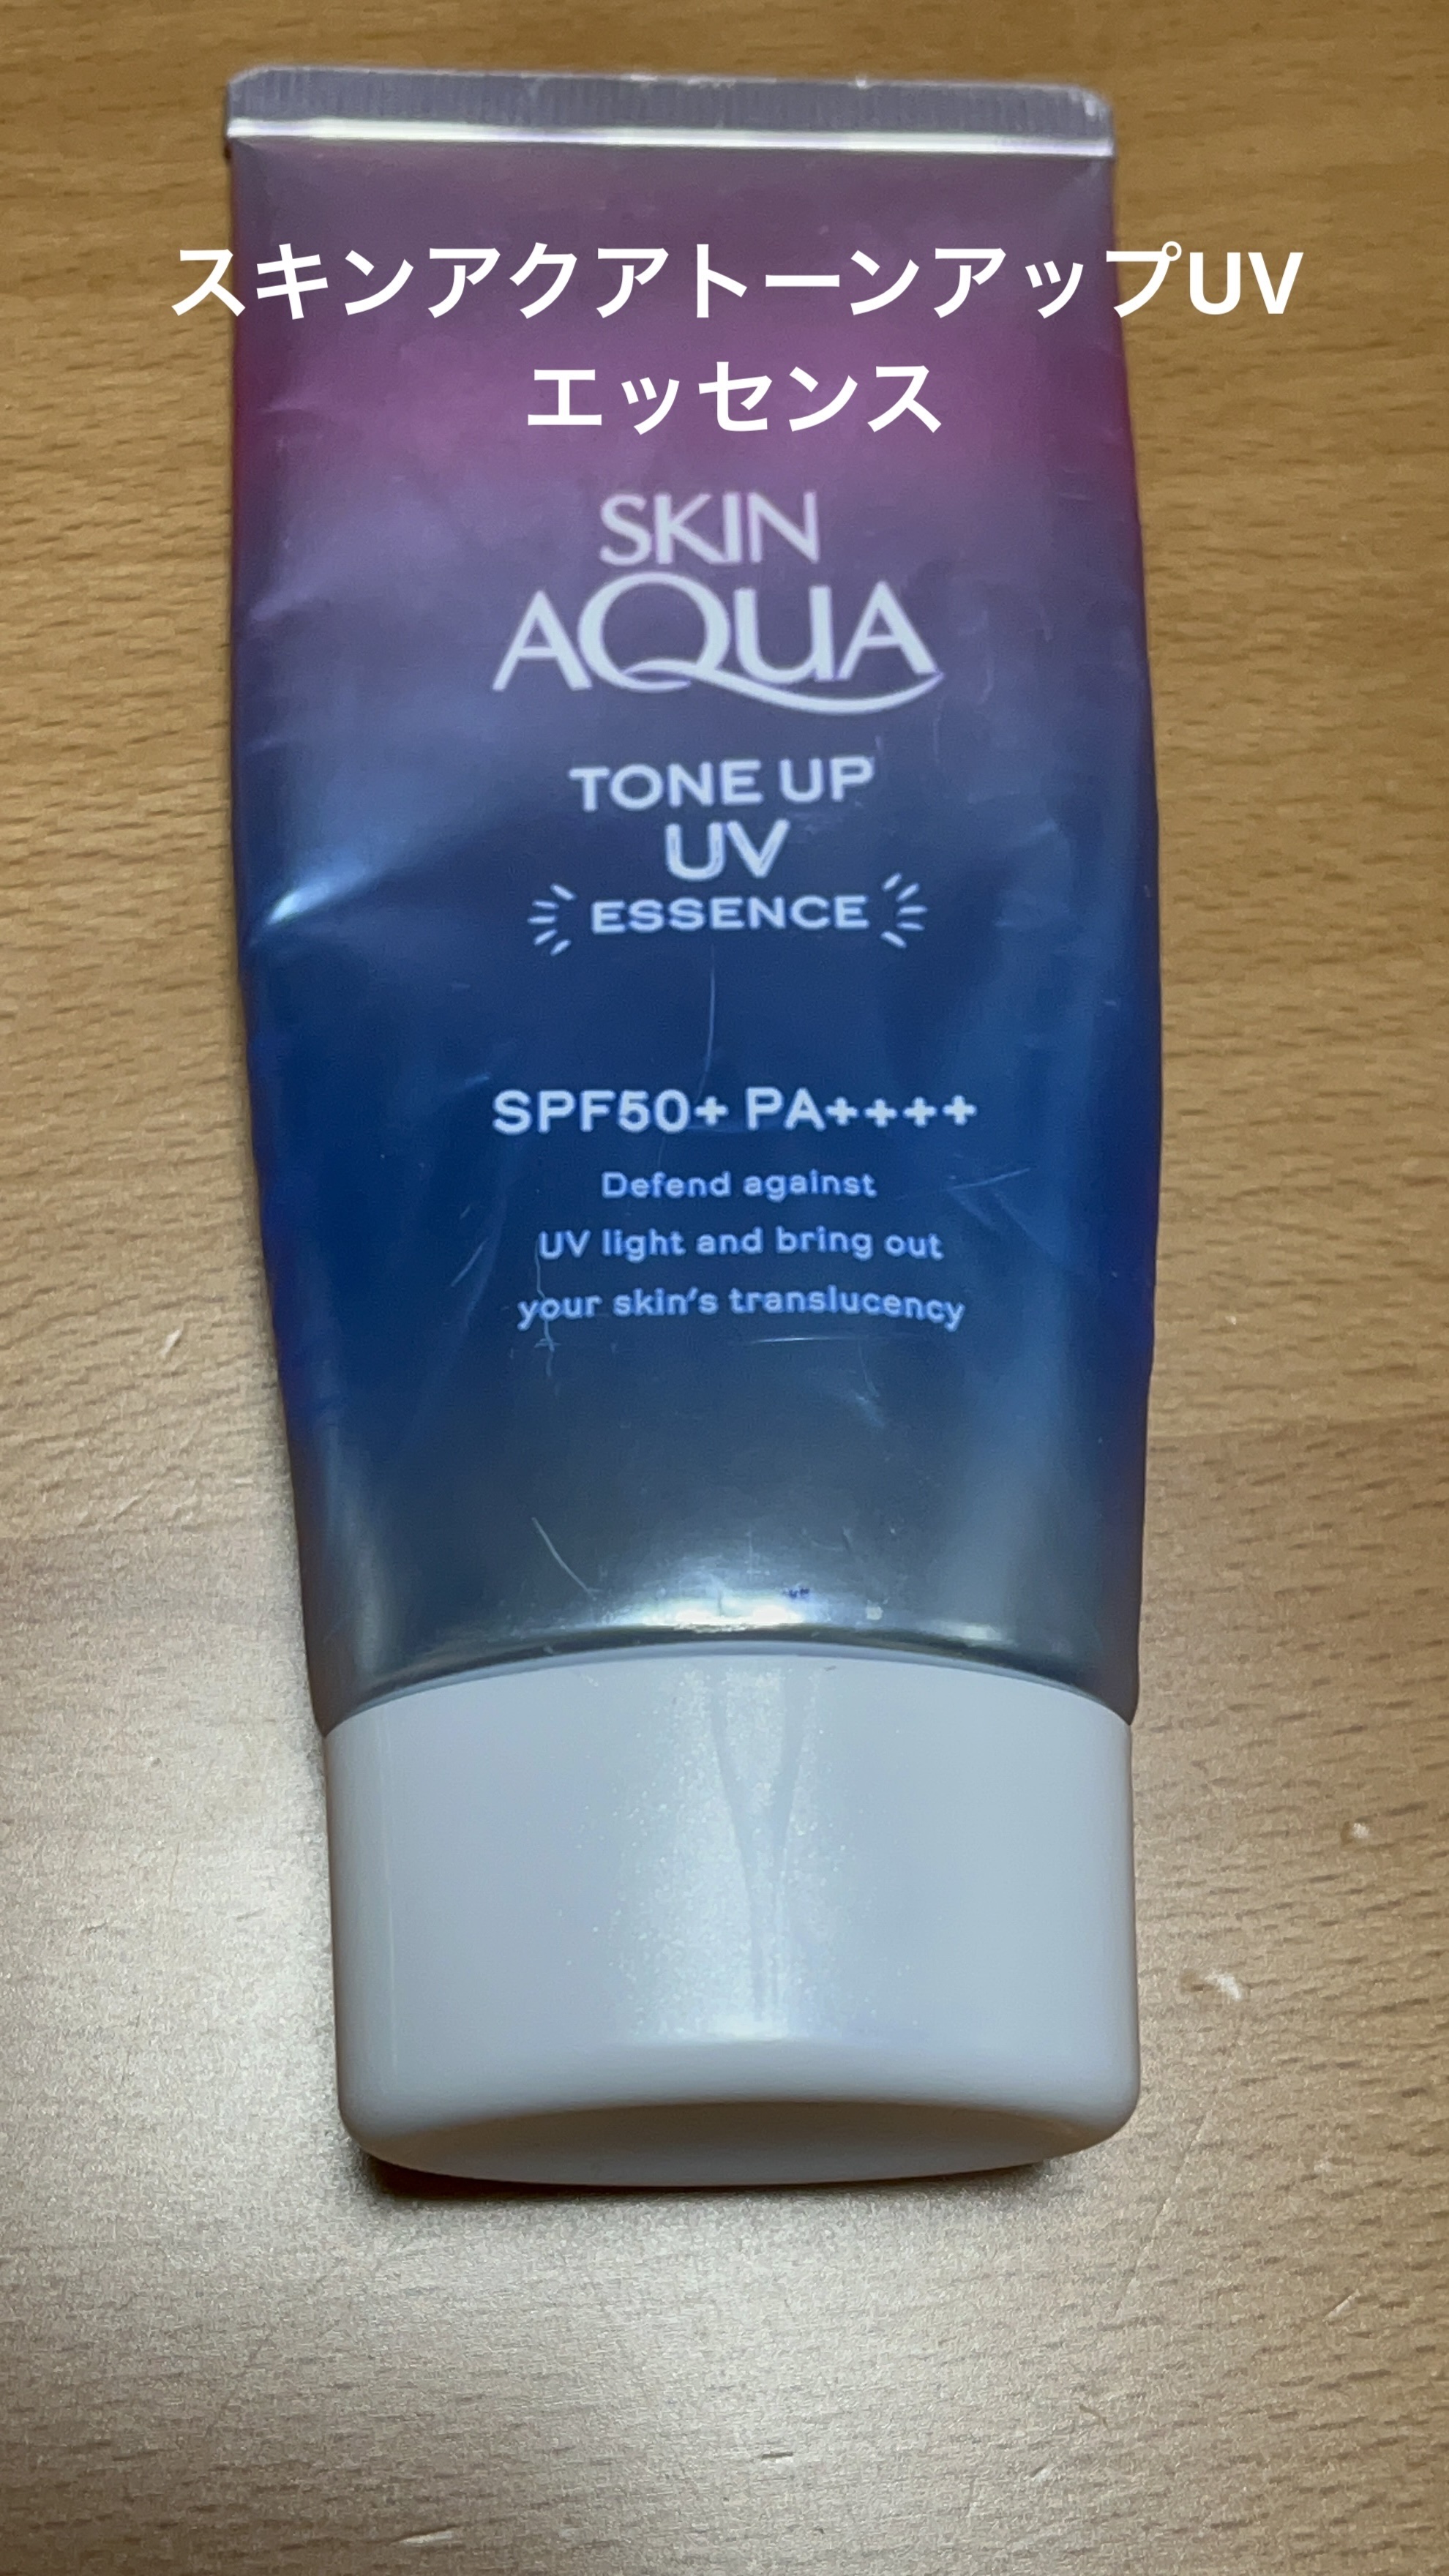 スキンアクアトーンアップUV
エッセンス
SKIN
AQUA
TONE UP
UV
ESSENCE
SPF50+ PA++++
Defend against
UV light and bring out
your skin's translucency